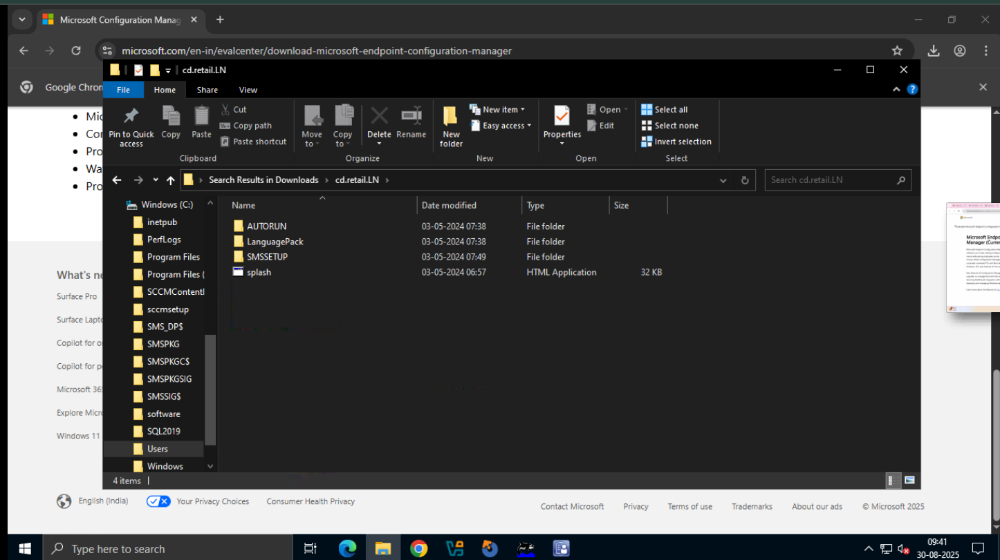 Microsoft Configuration Manag
microsoft.com/en-in/evalcenter/download-microsoft-endpoint-configuration-manager
Google Chron
cd.retail.LN
File Home Share View
Pin to Quick access
Copy
Paste
Cut
Copy path
Paste shortcut
Clipboard
Move to
Copy to
Delete
Rename
Organize
New folder
New item
Easy access
New
Properties
Open
Edit
Open
Select all
Select none
Invert selection
Select
Search Results in Downloads > cd.retail.LN >
Search cd.retail.LN
Windows (C:)
inetpub
PerfLogs
Program Files
Program Files (
SCCMContentl
sccmsetup
SMS_DP$
SMSPKG
SMSPKGC$
SMSPKGSIG
SMSSIG$
software
SQL2019
Users
Windows
Name Date modified Type Size
AUTORUN 03-05-2024 07:38 File folder
LanguagePack 03-05-2024 07:38 File folder
SMSSETUP 03-05-2024 07:49 File folder
splash 03-05-2024 06:57 HTML Application 32 KB
4 items
Mic
Con
Pro
Wa
Pro
What's ne
Surface Pro
Surface Lapto
Copilot for o
Copilot for p
Microsoft 36
Explore Micro
Windows 11
Microsoft Endpo
Manager (Curre
English (India) Your Privacy Choices Consumer Health Privacy
Contact Microsoft Privacy Terms of use Trademarks About our ads © Microsoft 2025
Type here to search
09:41
30-08-2025